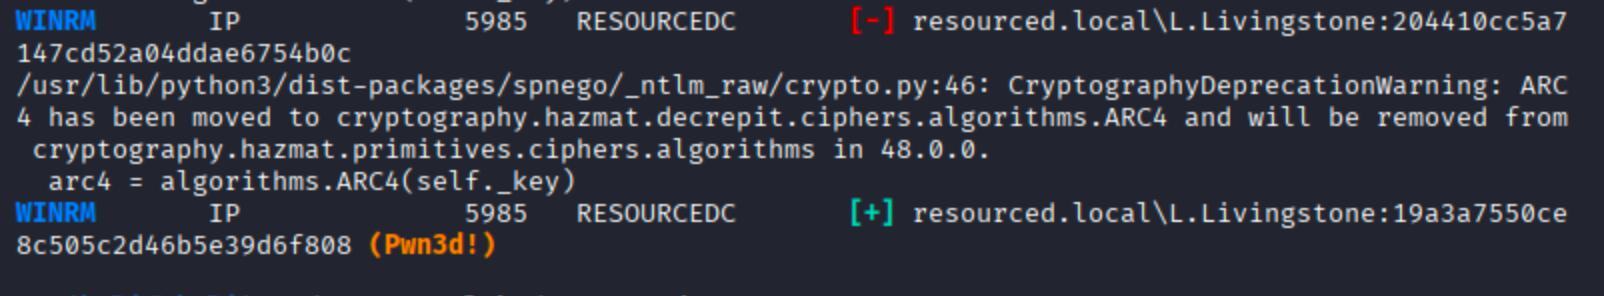 WINRM IP 5985 RESOURCEDC [-] resourced.local\L.Livingstone:204410cc5a7
147cd52a04ddae6754b0c
/usr/lib/python3/dist-packages/spnego/_ntlm_raw/crypto.py:46: CryptographyDeprecationWarning: ARC
4 has been moved to cryptography.hazmat.decrepit.ciphers.algorithms.ARC4 and will be removed from
cryptography.hazmat.primitives.ciphers.algorithms in 48.0.0.
arc4 = algorithms.ARC4(self._key)
WINRM IP 5985 RESOURCEDC [+] resourced.local\L.Livingstone:19a3a7550ce
8c505c2d46b5e39d6f808 (Pwn3d!)